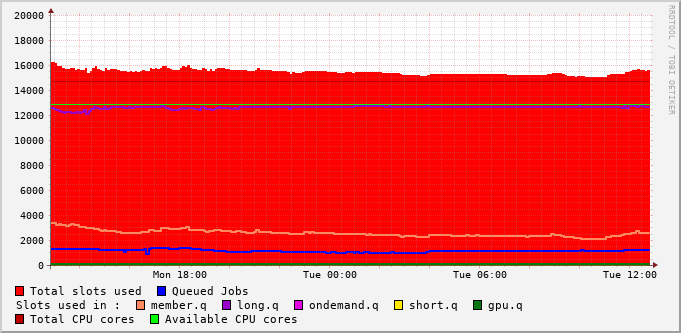 20000
18000
16000
14000
12000
10000
8000
6000
4000
2000
0
Mon 18:00 Tue 00:00 Tue 06:00 Tue 12:00
RRDTOOL / TOBI OETIKER
Total slots used Queued Jobs
Slots used in : member.q long.q ondemand.q short.q gpu.q
Total CPU cores Available CPU cores